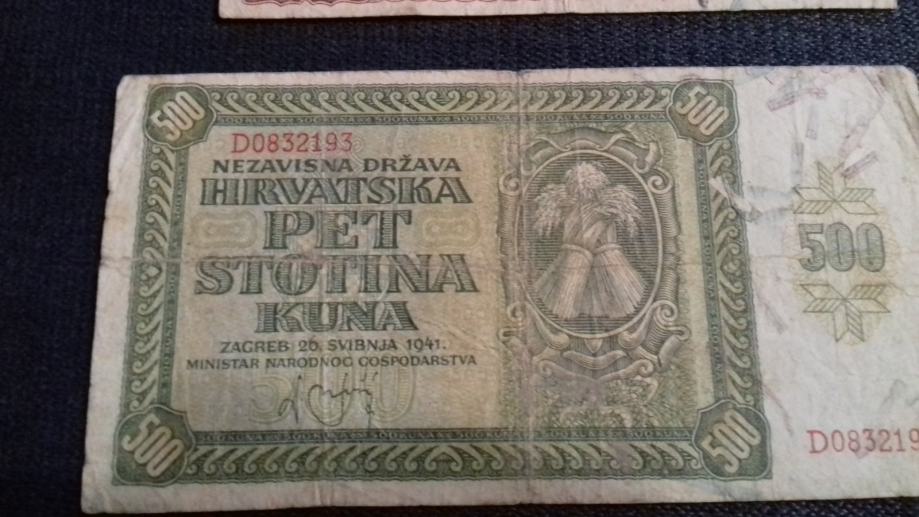 500 500
D0832193
NEZAVISNA DRŽAVA
HRVATSKA
PET
STOTINA
KUNA
ZAGREB 26. SVIBNJA 1941.
MINISTAR NARODNOG GOSPODARSTVA
500
500 500
500
D083219